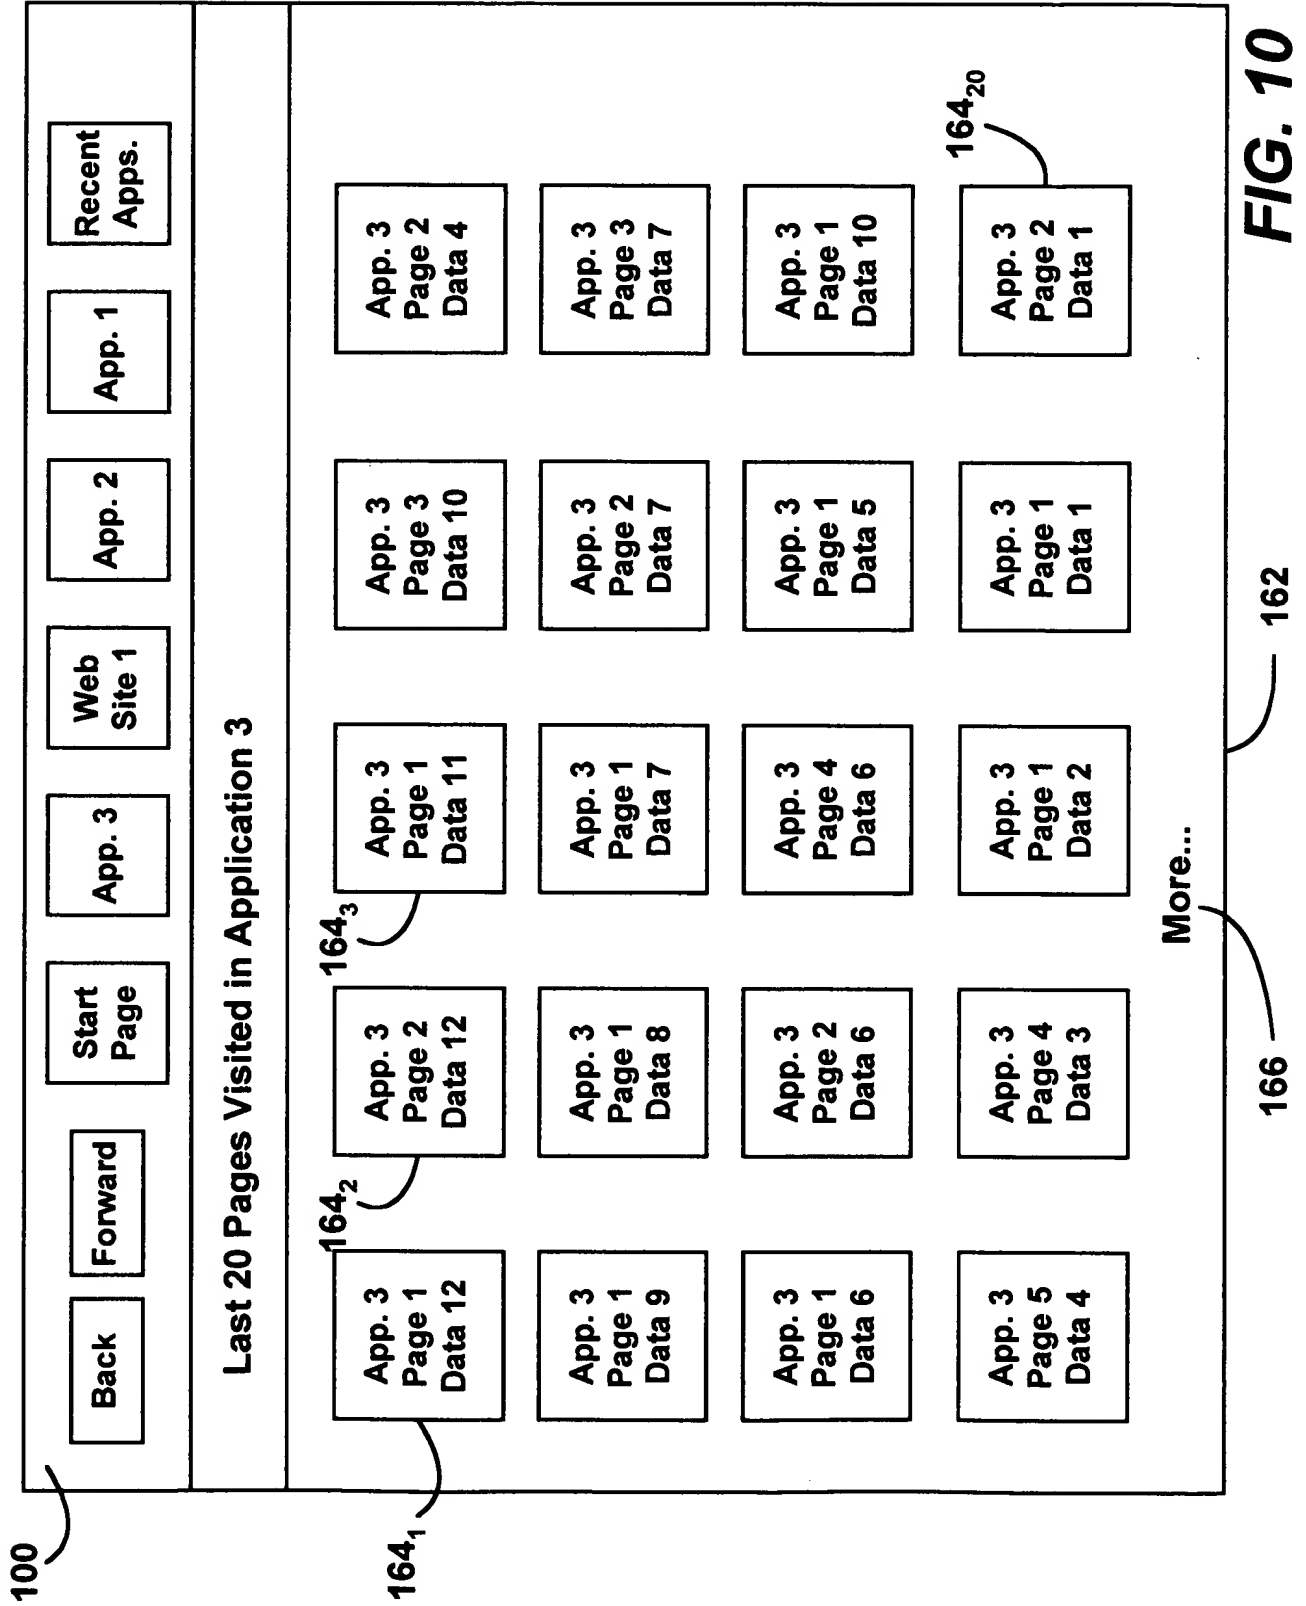 100
Back
Forward
Start
Page
App. 3
Web
Site 1
App. 2
App. 1
Recent
Apps.
Last 20 Pages Visited in Application 3
164₁
App. 3
Page 1
Data 12
164₂
App. 3
Page 2
Data 12
164₃
App. 3
Page 1
Data 11
App. 3
Page 3
Data 10
App. 3
Page 2
Data 4
App. 3
Page 1
Data 9
App. 3
Page 1
Data 8
App. 3
Page 1
Data 7
App. 3
Page 2
Data 7
App. 3
Page 3
Data 7
App. 3
Page 1
Data 6
App. 3
Page 2
Data 6
App. 3
Page 4
Data 6
App. 3
Page 1
Data 5
App. 3
Page 1
Data 10
App. 3
Page 5
Data 4
App. 3
Page 4
Data 3
App. 3
Page 1
Data 2
App. 3
Page 1
Data 1
App. 3
Page 2
Data 1
164₂₀
More...
166
162
FIG. 10